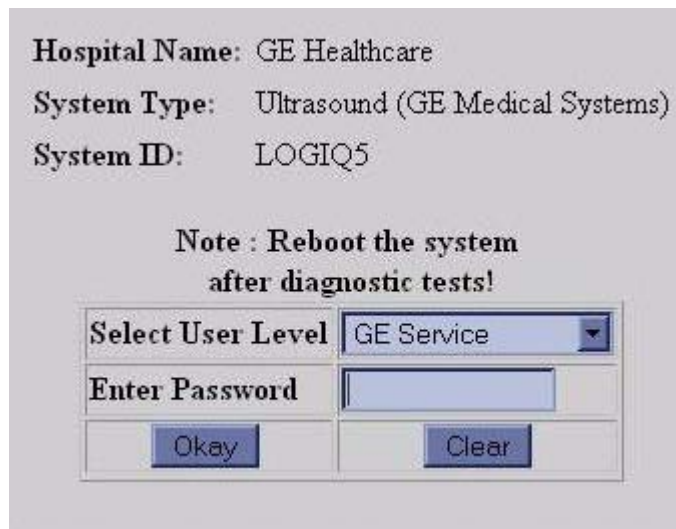 Hospital Name: GE Healthcare
System Type: Ultrasound (GE Medical Systems)
System ID: LOGIQ5
Note : Reboot the system
after diagnostic tests!
Select User Level GE Service
Enter Password
Okay Clear